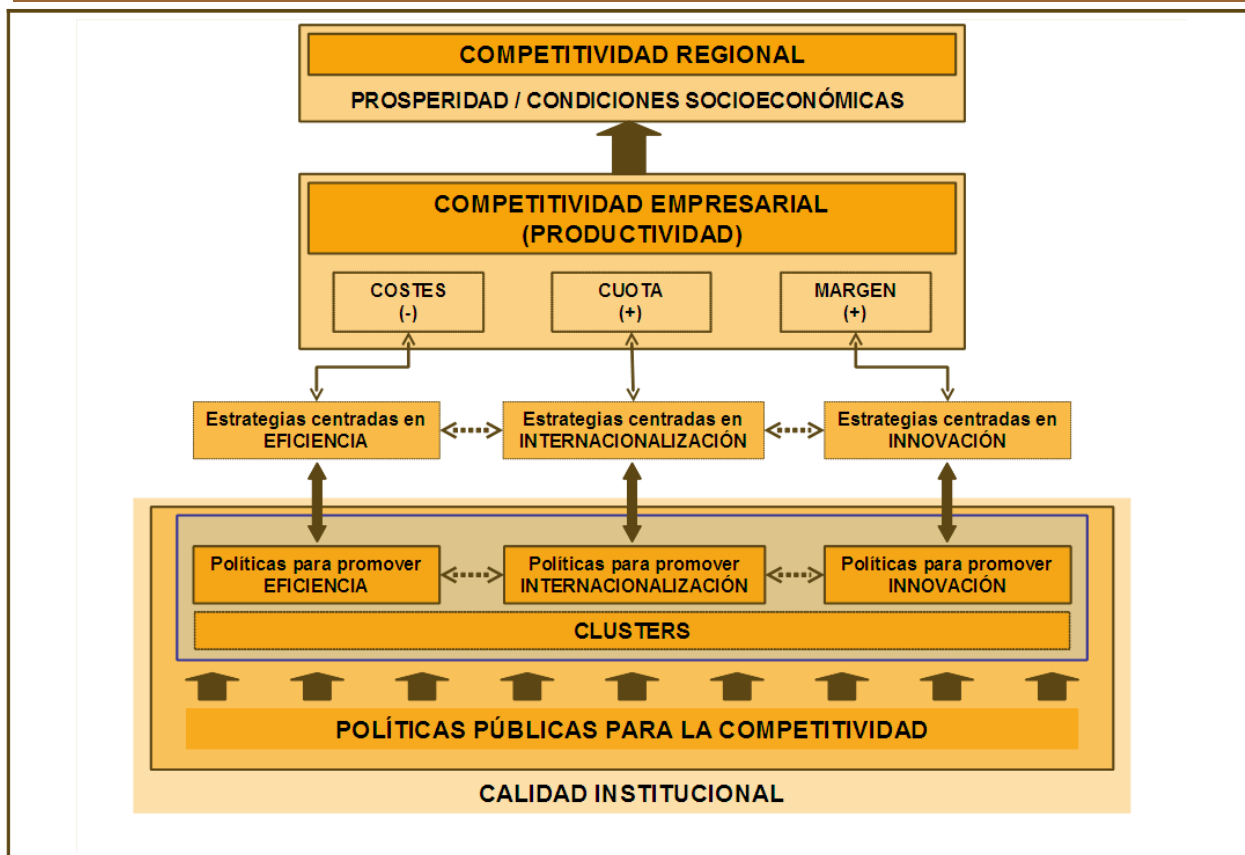 COMPETITIVIDAD REGIONAL
PROSPERIDAD / CONDICIONES SOCIOECONÓMICAS
COMPETITIVIDAD EMPRESARIAL
(PRODUCTIVIDAD)
COSTES
(-)
CUOTA
(+)
MARGEN
(+)
Estrategias centradas en
EFICIENCIA
Estrategias centradas en
INTERNACIONALIZACIÓN
Estrategias centradas en
INNOVACIÓN
Políticas para promover
EFICIENCIA
Políticas para promover
INTERNACIONALIZACIÓN
Políticas para promover
INNOVACIÓN
CLUSTERS
POLÍTICAS PÚBLICAS PARA LA COMPETITIVIDAD
CALIDAD INSTITUCIONAL